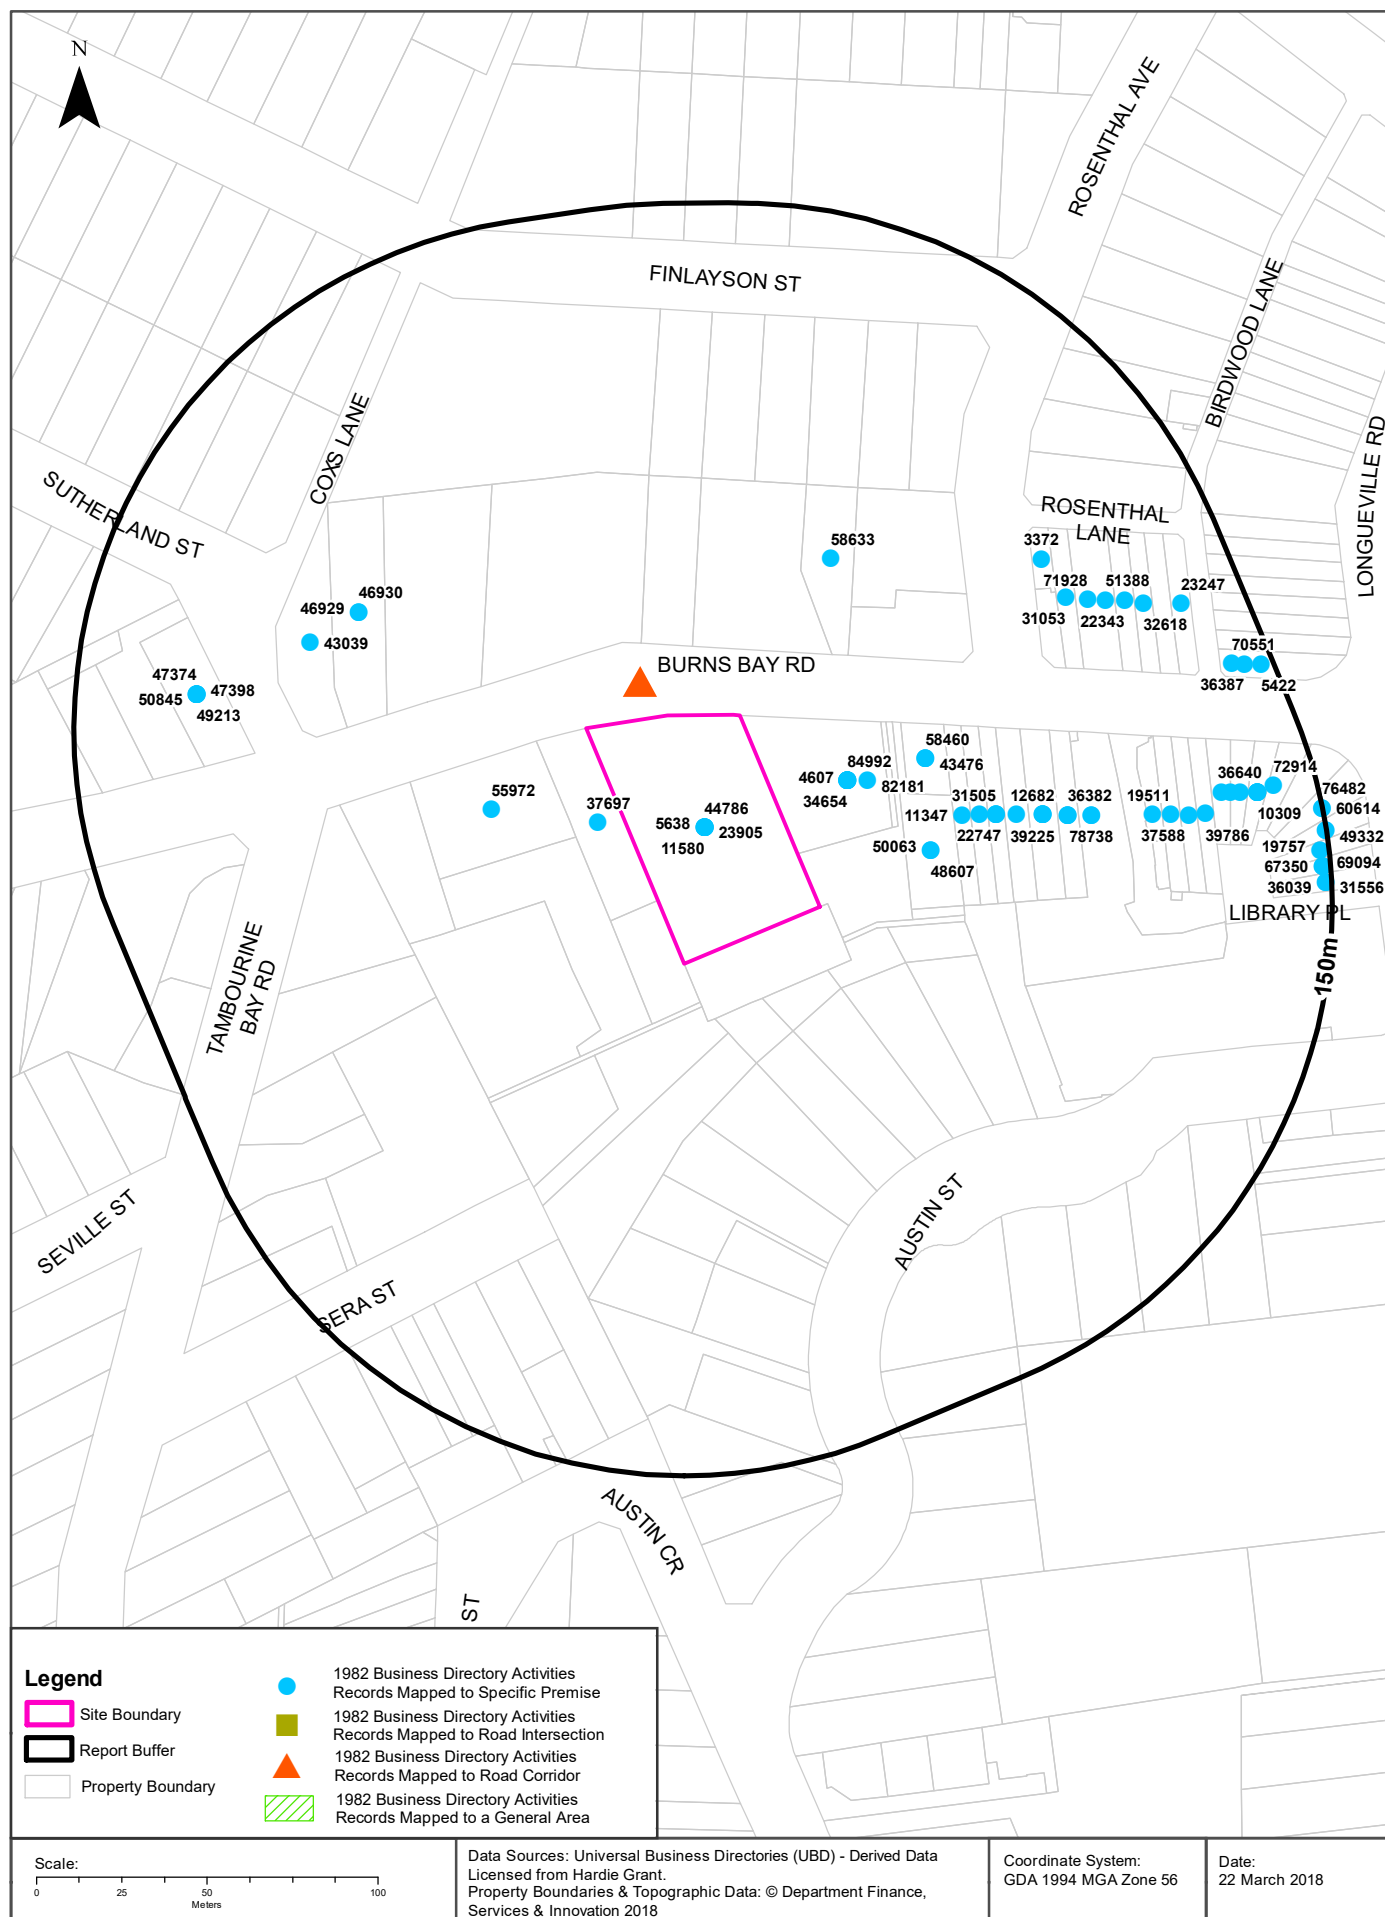 N
ROSENTHAL AVE
FINLAYSON ST
BIRDWOOD LANE
COXS LANE
LONGUEVILLE RD
SUTHERLAND ST
ROSENTHAL
LANE
58633
3372
71928
51388
23247
31053
22343
32618
46930
46929
43039
70551
36387
5422
BURNS BAY RD
47374
47398
50845
49213
58460
43476
84992
4607
82181
34654
72914
36640
10309
76482
60614
55972
37697
44786
5638
23905
11580
31505
12682
36382
19511
11347
22747
39225
78738
37588
39786
49332
50063
48607
19757
69094
67350
36039
31556
LIBRARY PL
150m
TAMBOURINE
BAY RD
AUSTIN ST
SEVILLE ST
SERA ST
AUSTIN CR
ST
Legend
Site Boundary
Report Buffer
Property Boundary
1982 Business Directory Activities
Records Mapped to Specific Premise
1982 Business Directory Activities
Records Mapped to Road Intersection
1982 Business Directory Activities
Records Mapped to Road Corridor
1982 Business Directory Activities
Records Mapped to a General Area
Scale:
0 25 50 100
Meters
Data Sources: Universal Business Directories (UBD) - Derived Data
Licensed from Hardie Grant.
Property Boundaries & Topographic Data: © Department Finance,
Services & Innovation 2018
Coordinate System:
GDA 1994 MGA Zone 56
Date:
22 March 2018